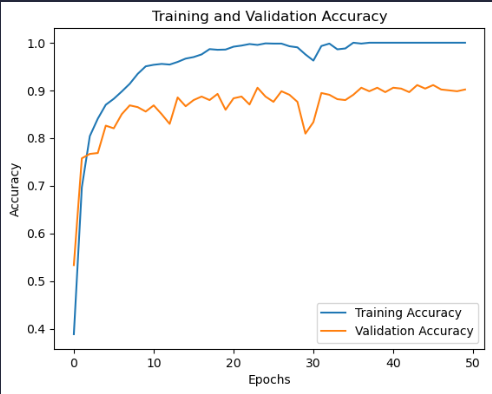 Training and Validation Accuracy
1.0
0.9
0.8
0.7
0.6
0.5
0.4
Accuracy
Training Accuracy
Validation Accuracy
0 10 20 30 40 50
Epochs